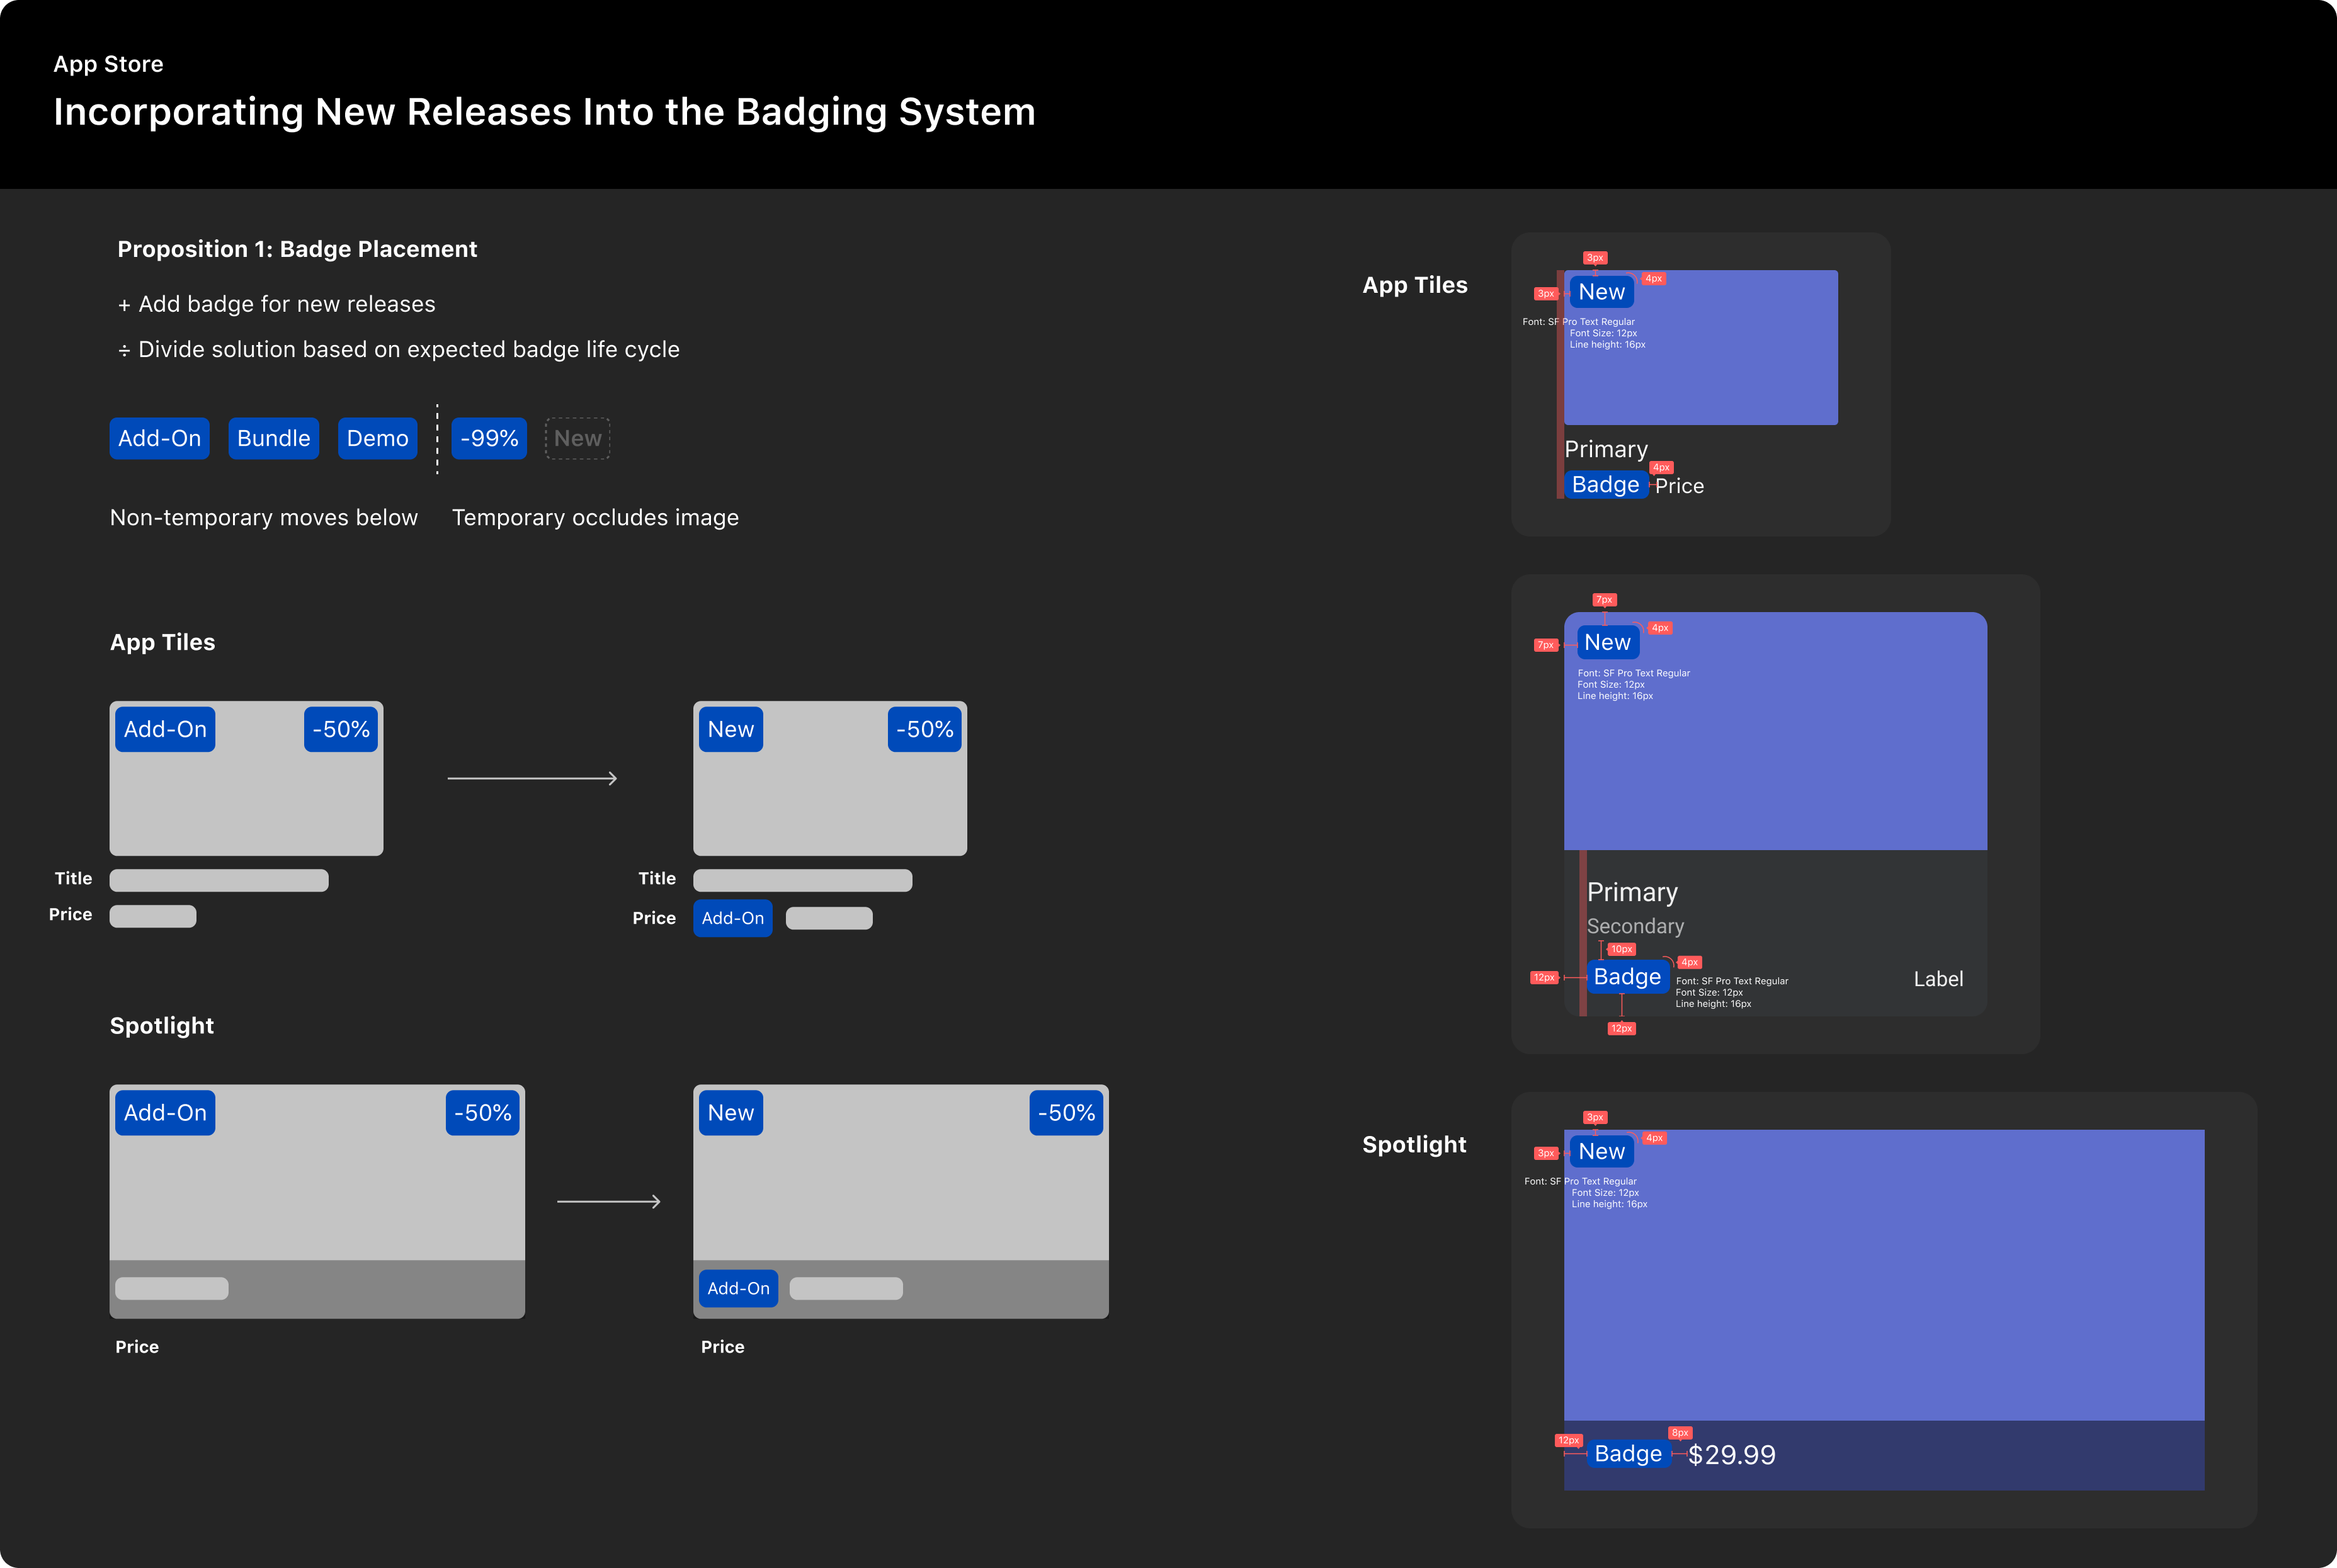 App Store
Incorporating New Releases Into the Badging System
Proposition 1: Badge Placement
+ Add badge for new releases
÷ Divide solution based on expected badge life cycle
Add-On Bundle Demo -99% New
Non-temporary moves below Temporary occludes image
App Tiles
Add-On -50% New -50%
Title Title
Price Price Add-On
Spotlight
Add-On -50% New -50%
Add-On
Price Price
App Tiles
3px
3px New 4px
Font: SF Pro Text Regular
Font Size: 12px
Line height: 16px
Primary
4px
Badge Price
7px
7px New 4px
Font: SF Pro Text Regular
Font Size: 12px
Line height: 16px
Primary
Secondary
10px
4px
12px Badge Label
Font: SF Pro Text Regular
Font Size: 12px
Line height: 16px
12px
Spotlight
3px
3px New 4px
Font: SF Pro Text Regular
Font Size: 12px
Line height: 16px
12px 8px
Badge $29.99